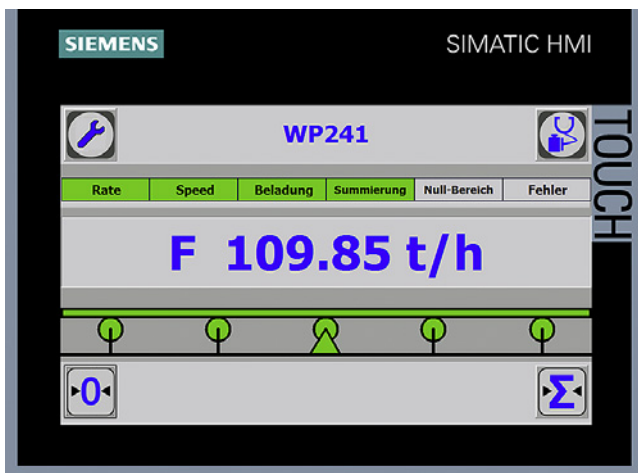 SIEMENS
SIMATIC HMI
TOUCH
WP241
Rate Speed Beladung Summierung Null-Bereich Fehler
F 109.85 t/h
0 Σ